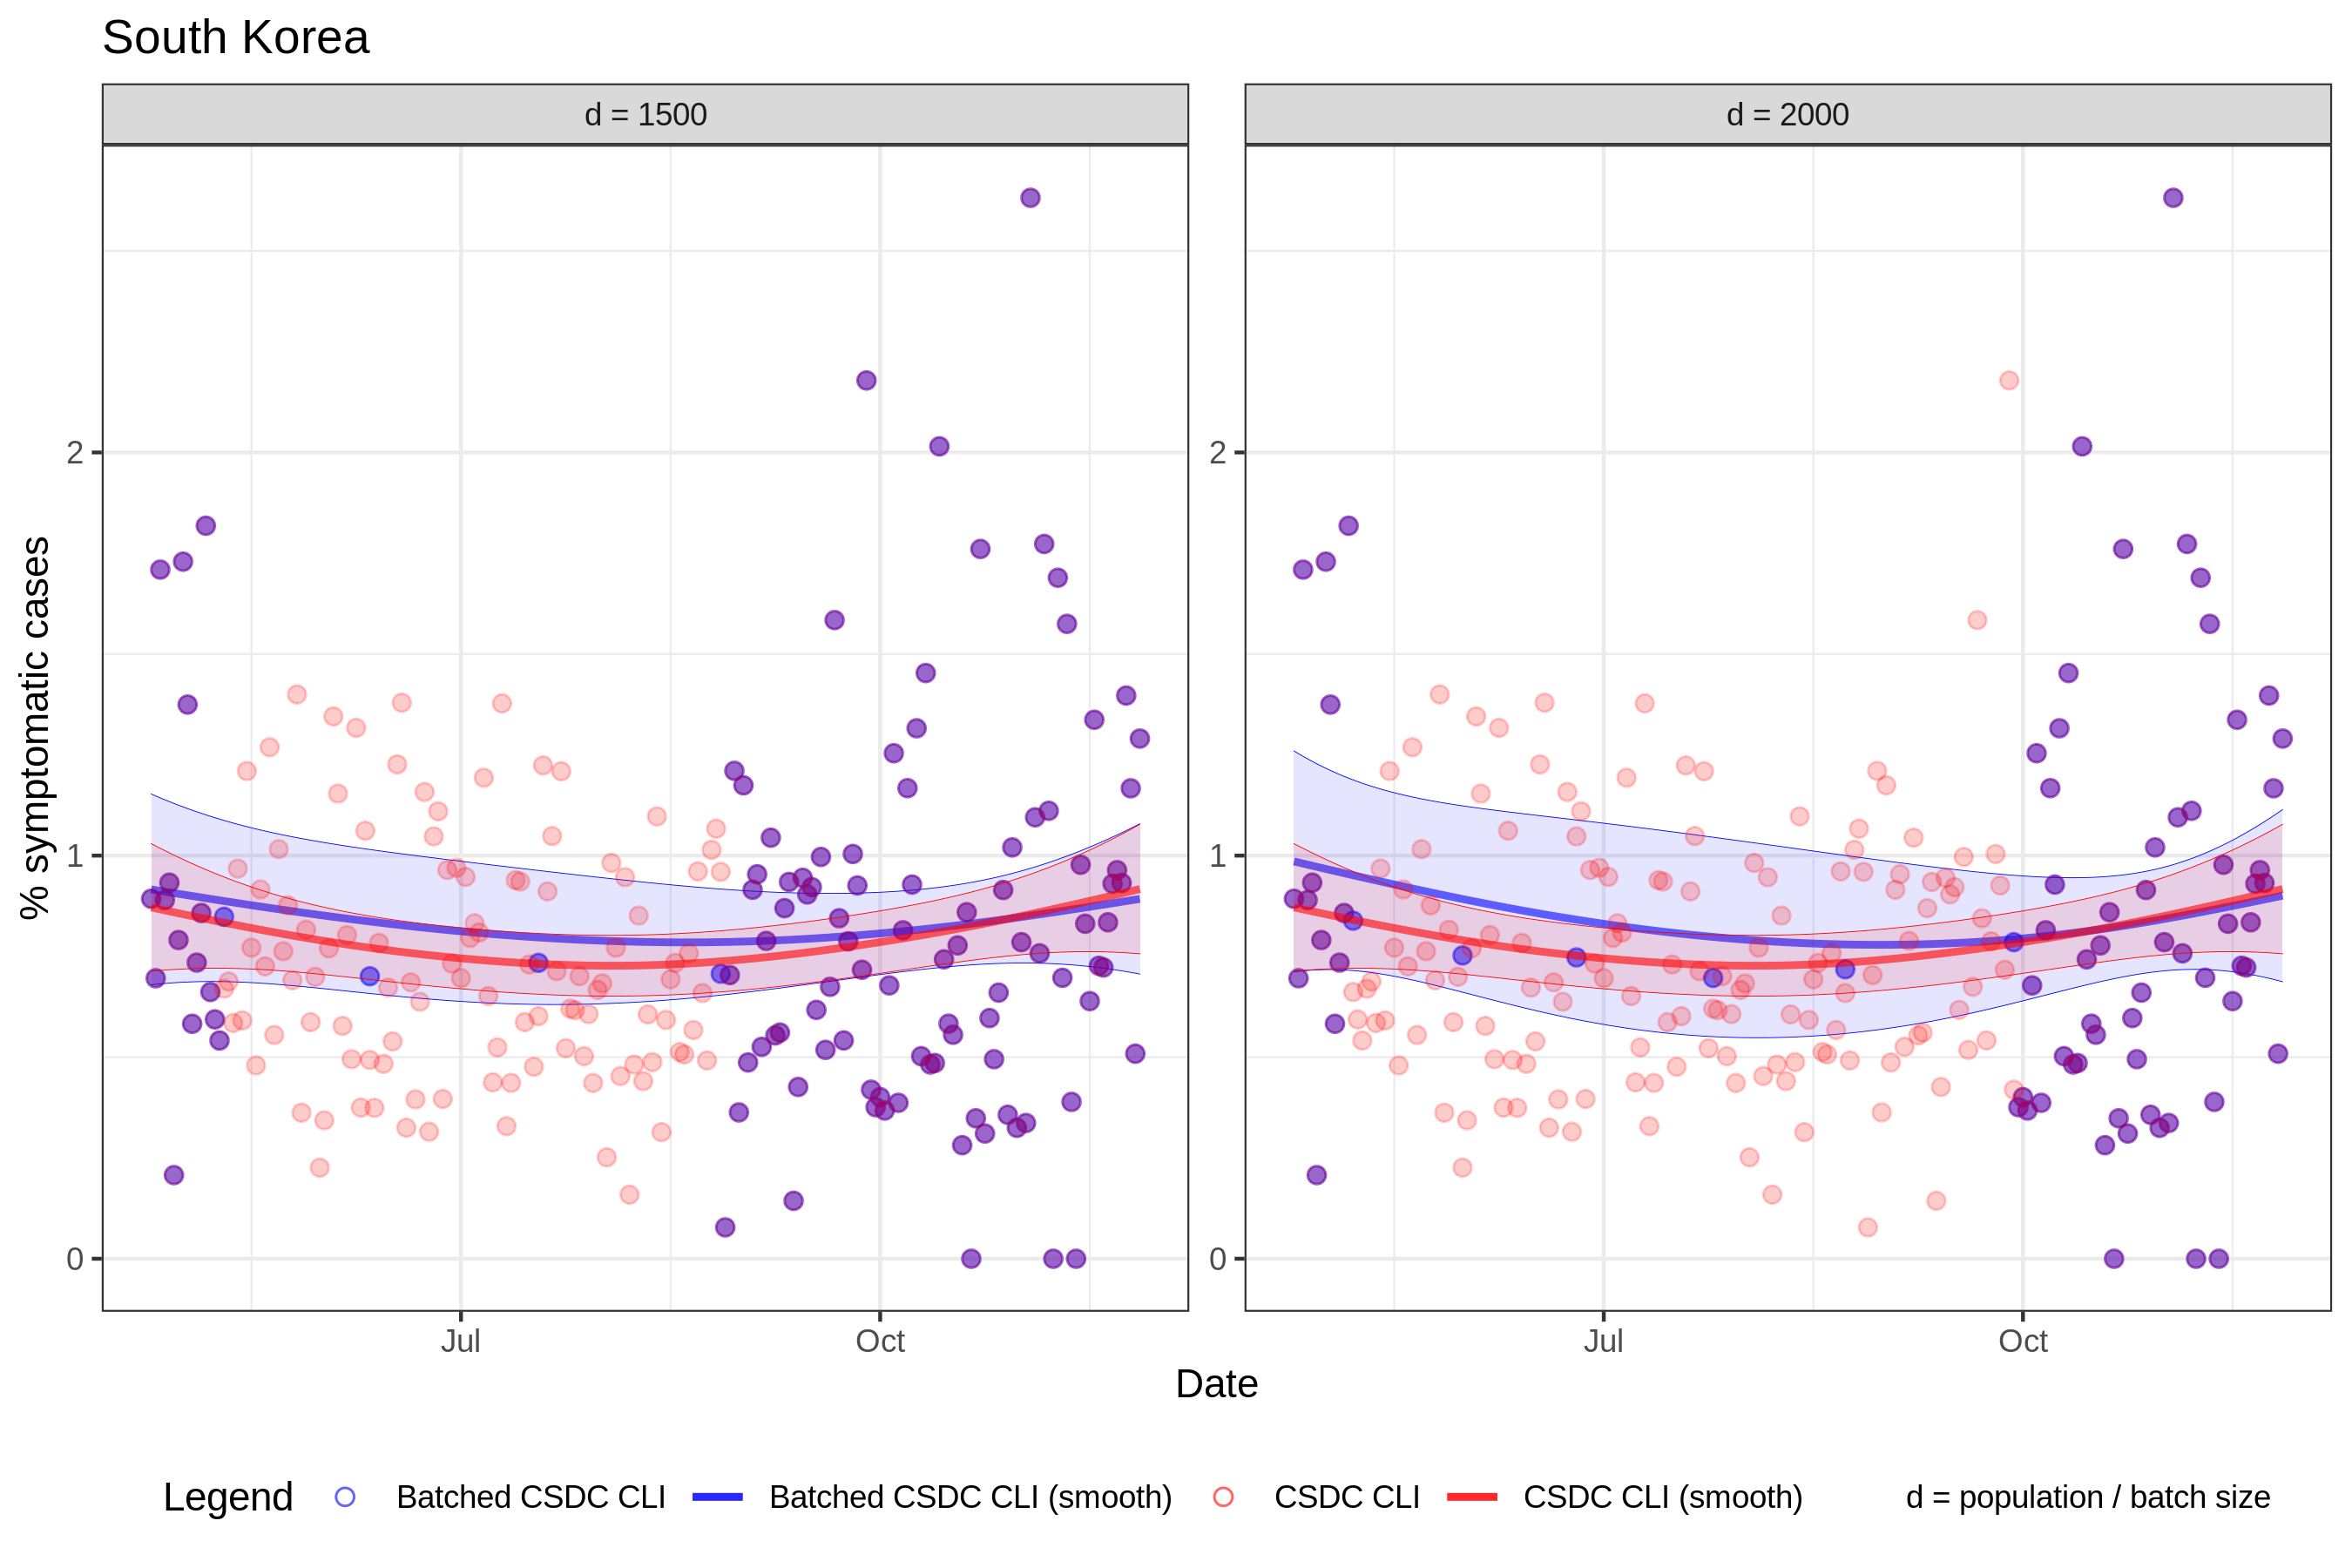 South Korea
d = 1500
d = 2000
% symptomatic cases
2
1
0
2
1
0
Jul
Oct
Jul
Oct
Date
Legend
Batched CSDC CLI
Batched CSDC CLI (smooth)
CSDC CLI
CSDC CLI (smooth)
d = population / batch size